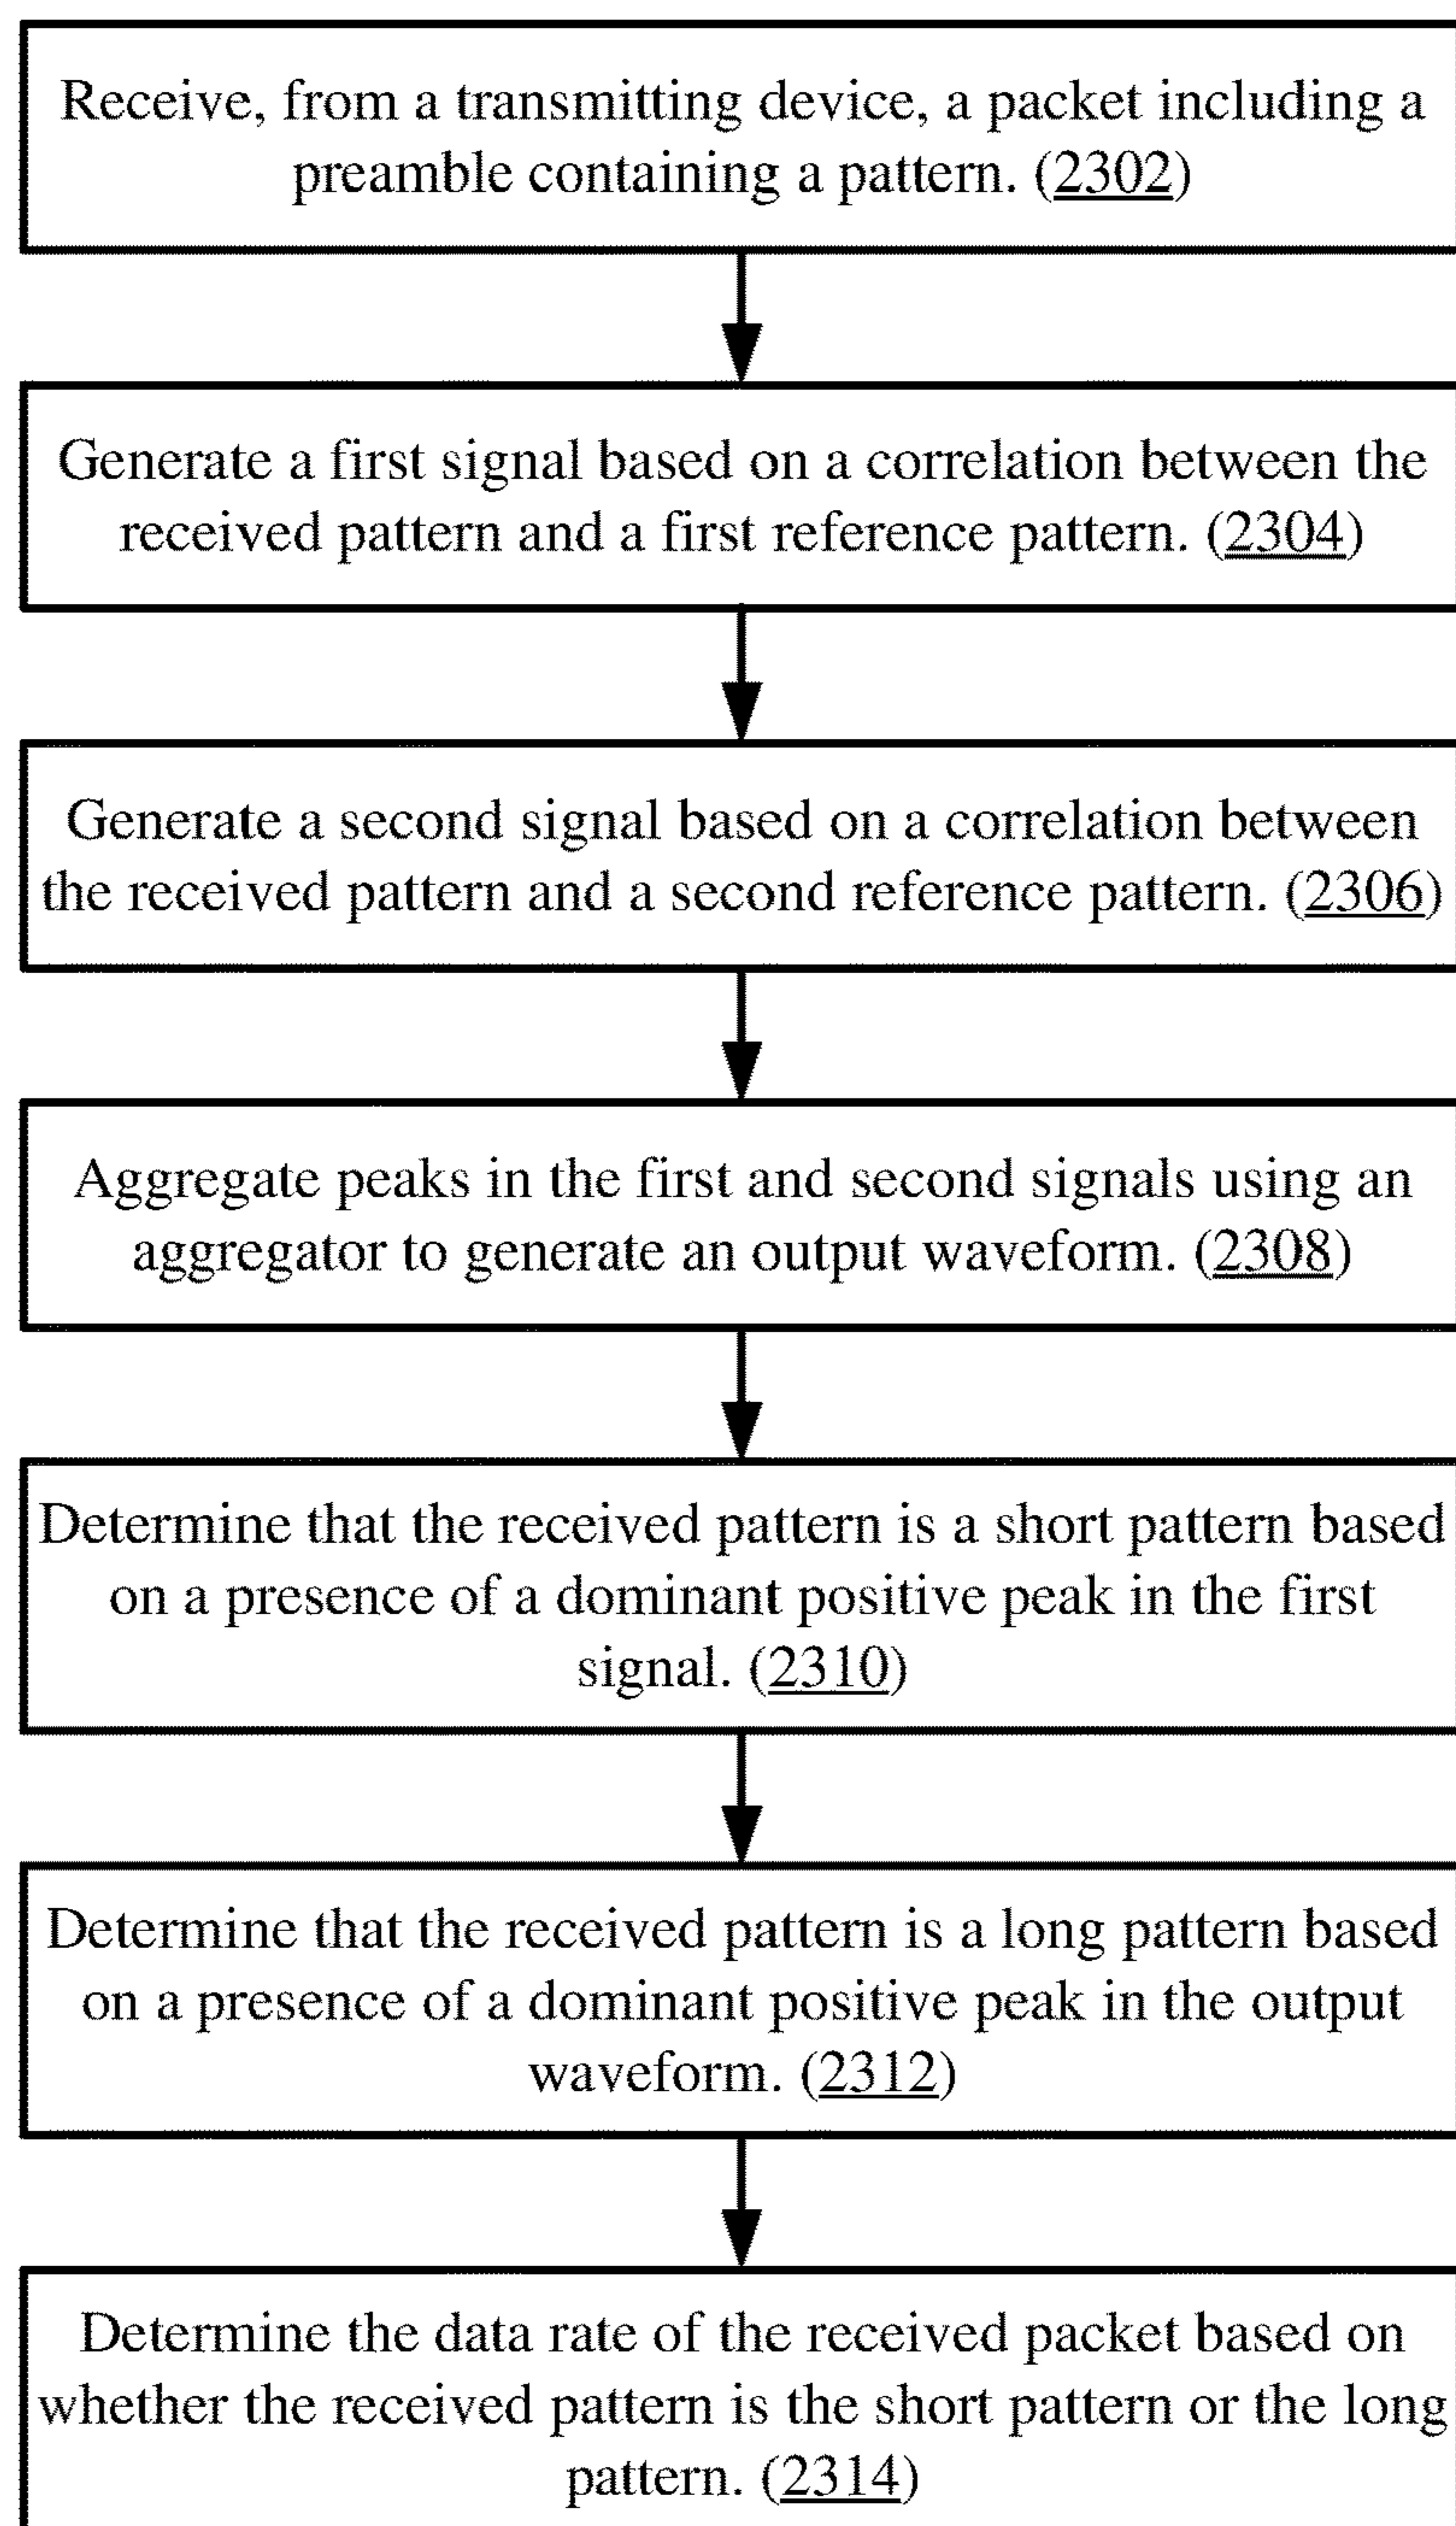 Receive, from a transmitting device, a packet including a
preamble containing a pattern. (2302)
Generate a first signal based on a correlation between the
received pattern and a first reference pattern. (2304)
Generate a second signal based on a correlation between
the received pattern and a second reference pattern. (2306)
Aggregate peaks in the first and second signals using an
aggregator to generate an output waveform. (2308)
Determine that the received pattern is a short pattern based
on a presence of a dominant positive peak in the first
signal. (2310)
Determine that the received pattern is a long pattern based
on a presence of a dominant positive peak in the output
waveform. (2312)
Determine the data rate of the received packet based on
whether the received pattern is the short pattern or the long
pattern. (2314)